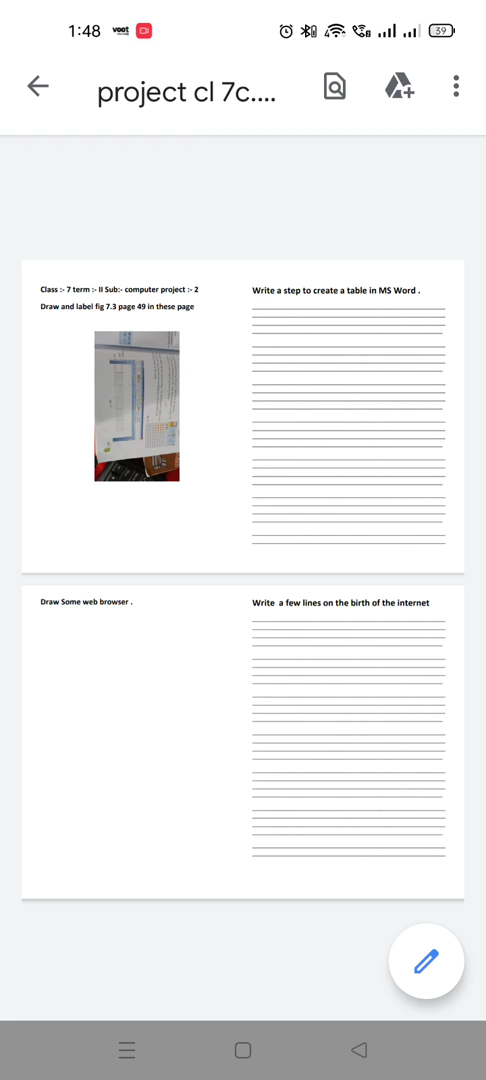 1:48 voot 39
project cl 7c....
Class :- 7 term :- II Sub:- computer project :- 2
Draw and label fig 7.3 page 49 in these page
Write a step to create a table in MS Word .
Draw Some web browser .
Write a few lines on the birth of the internet